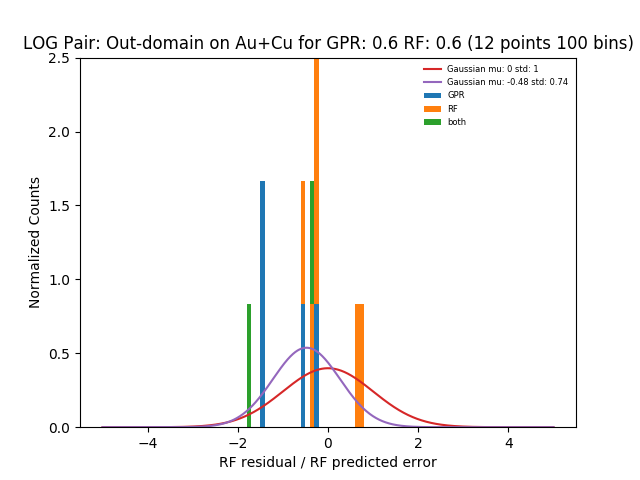 LOG Pair: Out-domain on Au+Cu for GPR: 0.6 RF: 0.6 (12 points 100 bins)
Gaussian mu: 0 std: 1
Gaussian mu: -0.48 std: 0.74
GPR
RF
both
Normalized Counts
2.5
2.0
1.5
1.0
0.5
0.0
−4 −2 0 2 4
RF residual / RF predicted error